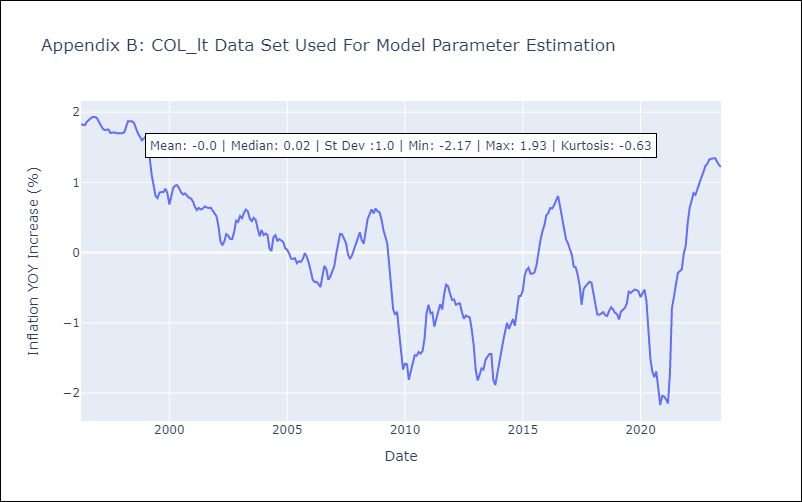 Appendix B: COL_lt Data Set Used For Model Parameter Estimation
Mean: -0.0 | Median: 0.02 | St Dev :1.0 | Min: -2.17 | Max: 1.93 | Kurtosis: -0.63
Inflation YOY Increase (%)
2
1
0
−1
−2
2000
2005
2010
2015
2020
Date